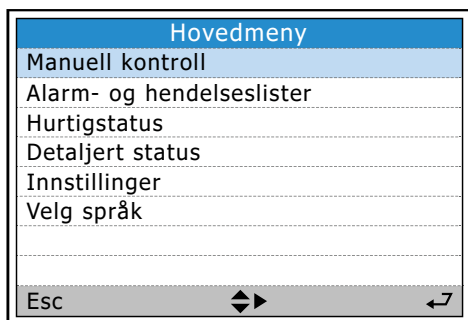 Hovedmeny
Manuell kontroll
Alarm- og hendelseslister
Hurtigstatus
Detaljert status
Innstillinger
Velg språk
Esc